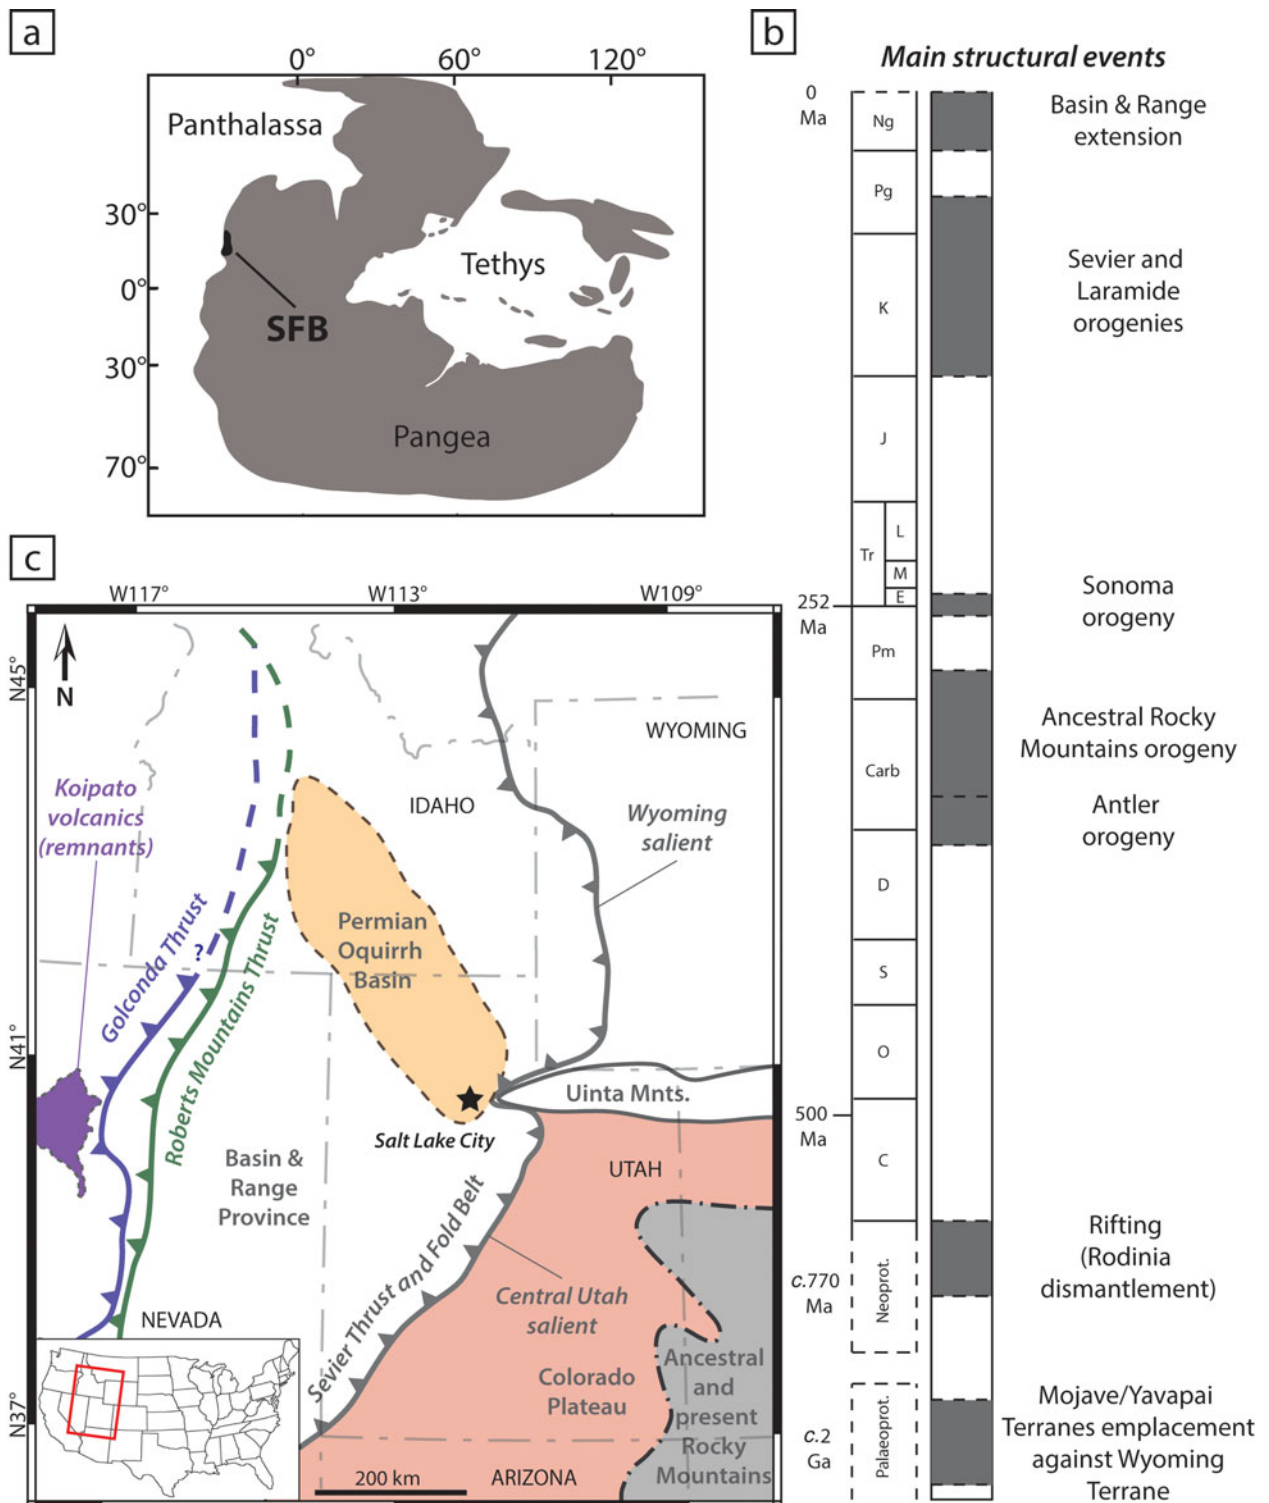 a
0°
60°
120°
Panthalassa
30°
Tethys
0°
SFB
30°
Pangea
70°
b
Main structural events
0
Ma
Ng
Basin & Range
extension
Pg
K
Sevier and
Laramide
orogenies
J
Tr
L
M
E
252
Ma
Sonoma
orogeny
Pm
Carb
Ancestral Rocky
Mountains orogeny
Antler
orogeny
D
S
O
500
Ma
C
c.770
Ma
Neoprot.
Rifting
(Rodinia
dismantlement)
c.2
Ga
Palaeoprot.
Mojave/Yavapai
Terranes emplacement
against Wyoming
Terrane
c
W117°
W113°
W109°
N45°
N41°
N37°
N
WYOMING
IDAHO
Koipato
volcanics
(remnants)
Wyoming
salient
Golconda Thrust
?
Roberts Mountains Thrust
Permian
Oquirrh
Basin
Uinta Mnts.
Salt Lake City
Basin &
Range
Province
UTAH
Sevier Thrust and Fold Belt
Central Utah
salient
NEVADA
Colorado
Plateau
Ancestral
and
present
Rocky
Mountains
200 km
ARIZONA